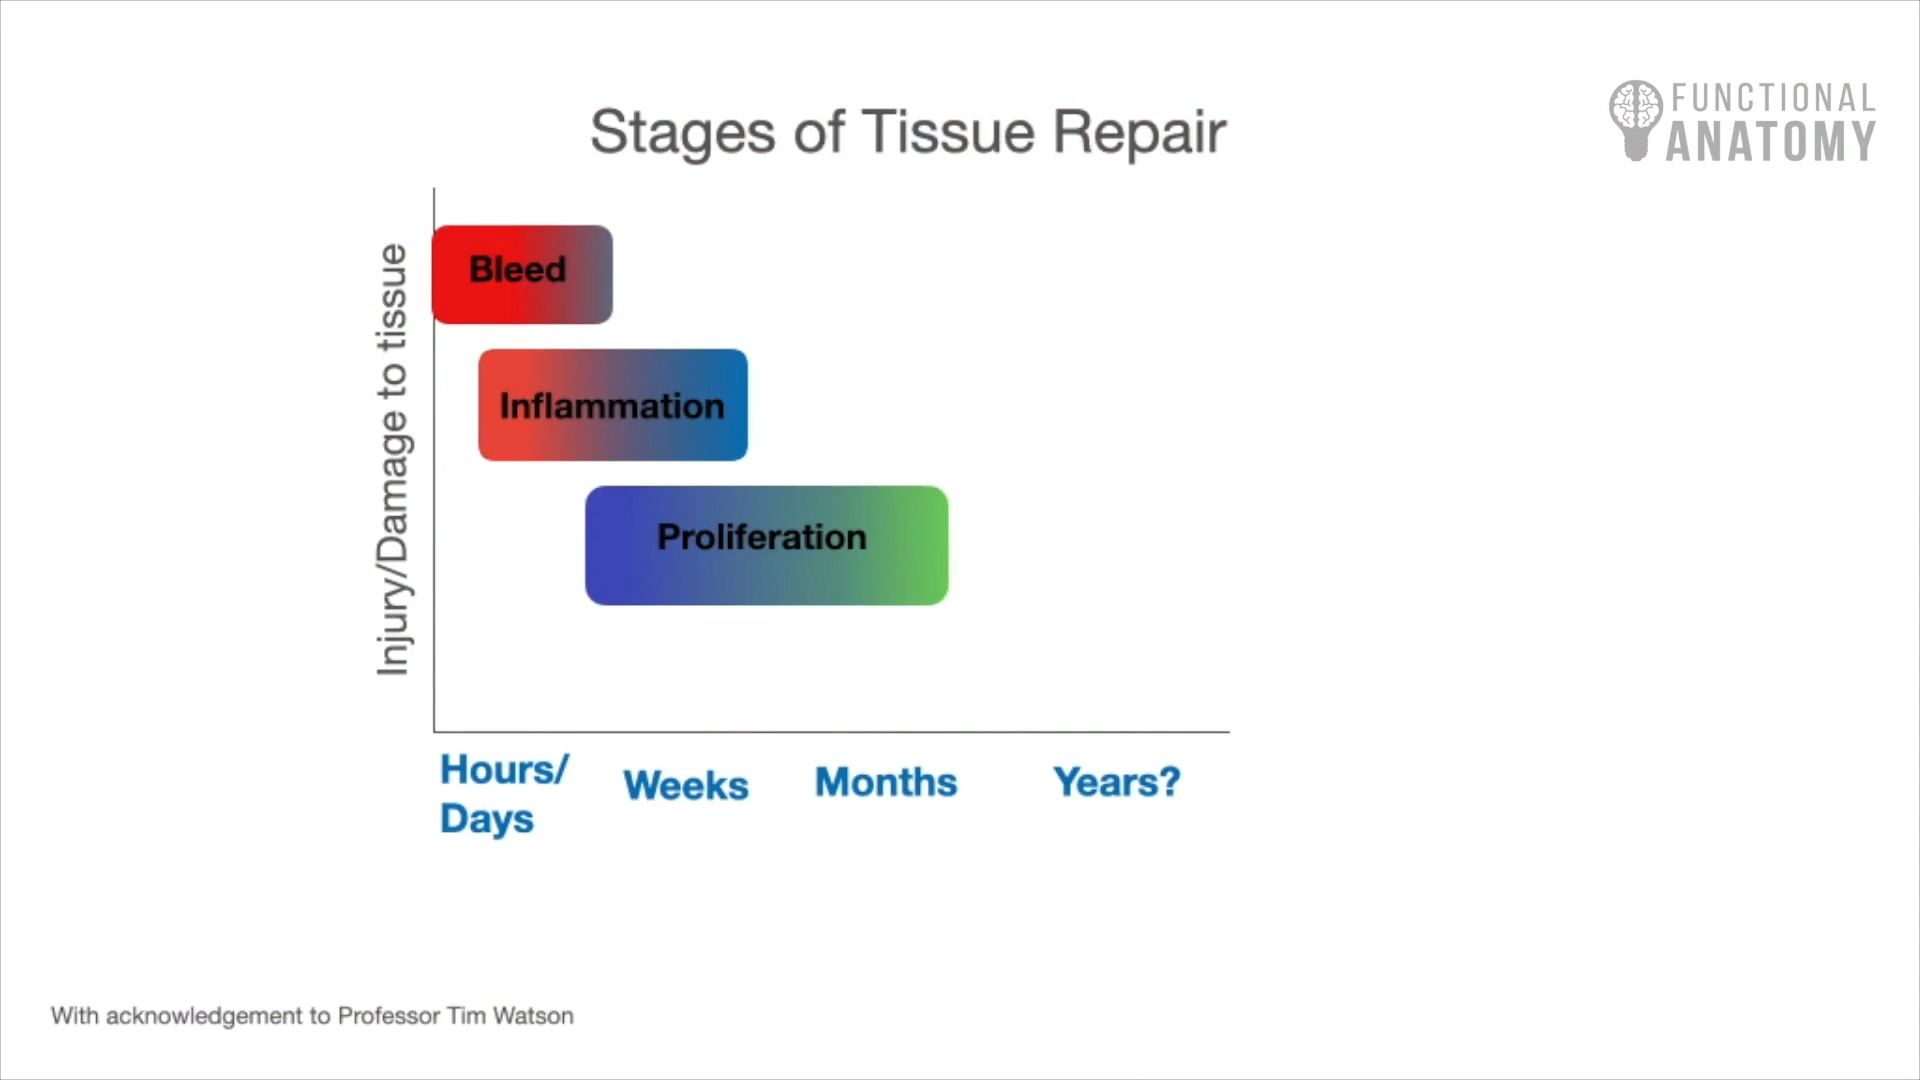 FUNCTIONAL
ANATOMY
Stages of Tissue Repair
Injury/Damage to tissue
Bleed
Inflammation
Proliferation
Hours/
Days
Weeks
Months
Years?
With acknowledgement to Professor Tim Watson